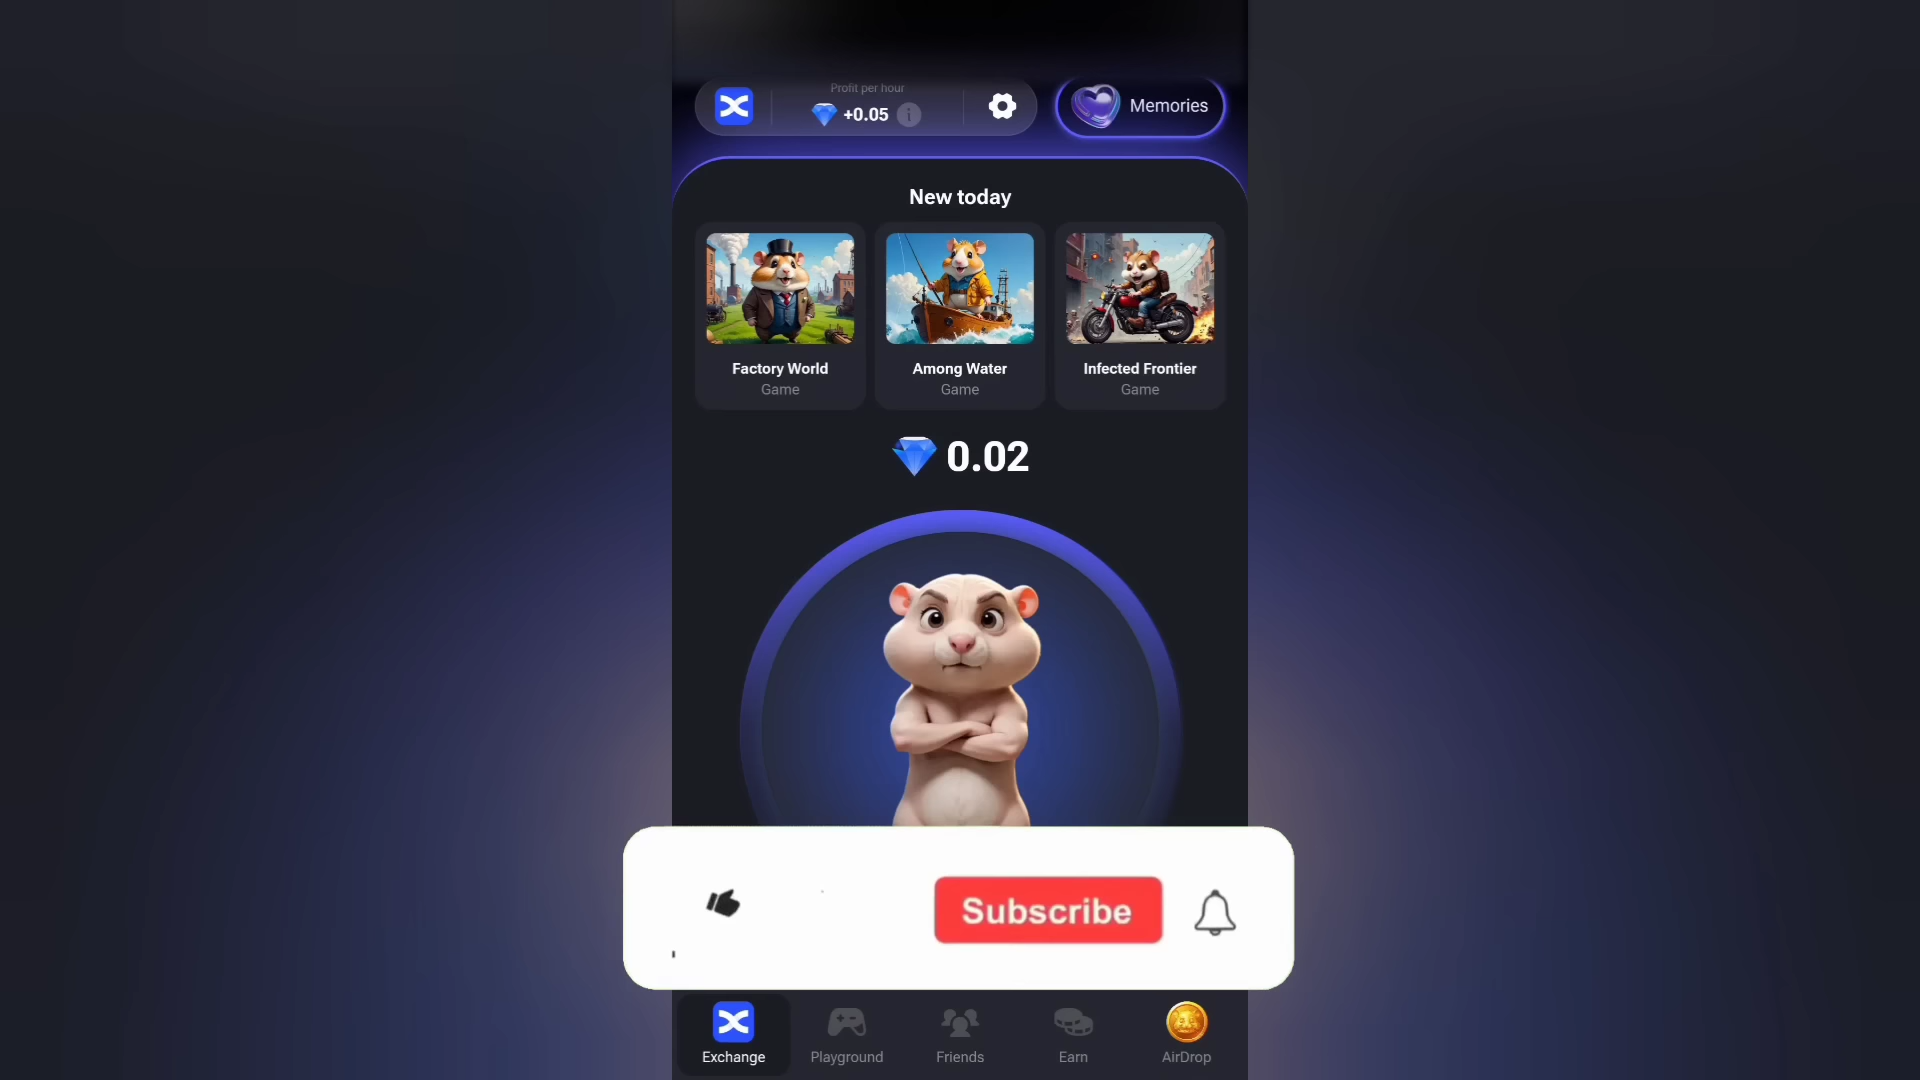 Profit per hour
+0.05
Memories
New today
Factory World
Game
Among Water
Game
Infected Frontier
Game
0.02
Subscribe
Exchange
Playground
Friends
Earn
AirDrop